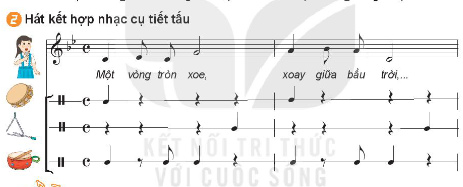 2 Hát kết hợp nhạc cụ tiết tấu
Một vòng tròn xoe, xoay giữa bầu trời,...
KẾT NỐI TRI THỨC
VỚI CUỘC SỐNG